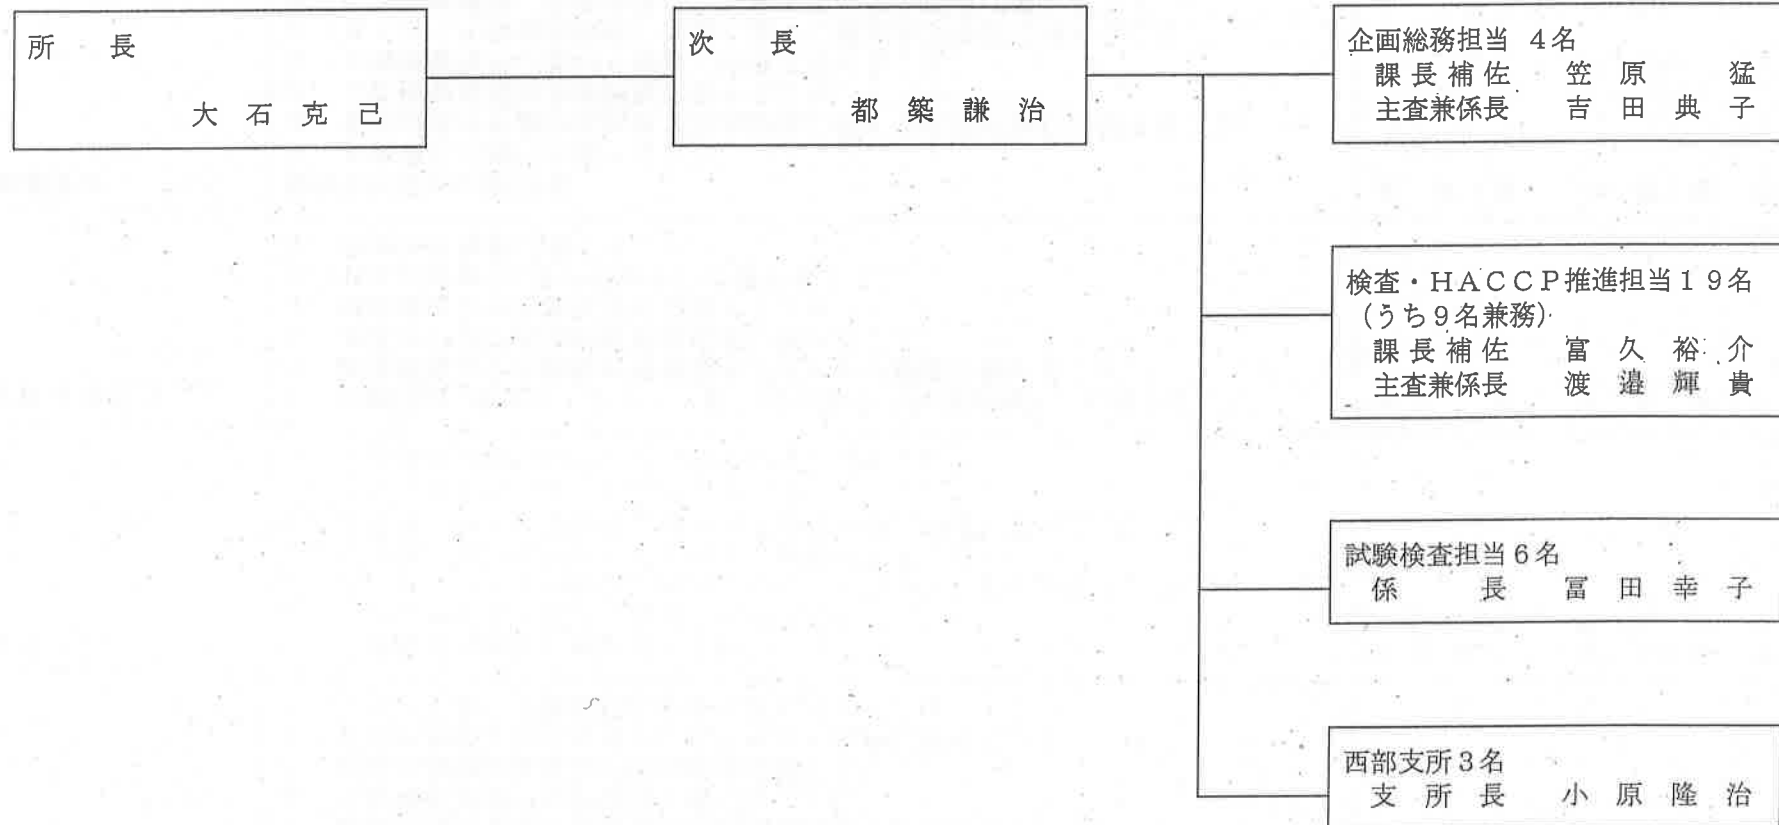 所　長
大石克己
次　長
都築謙治
企画総務担当 4名
課長補佐　笠原　猛
主査兼係長　吉田典子
検査・HACCP推進担当19名
(うち9名兼務)
課長補佐　富久裕介
主査兼係長　渡邉輝貴
試験検査担当6名
係　長　冨田幸子
西部支所3名
支所長　小原隆治